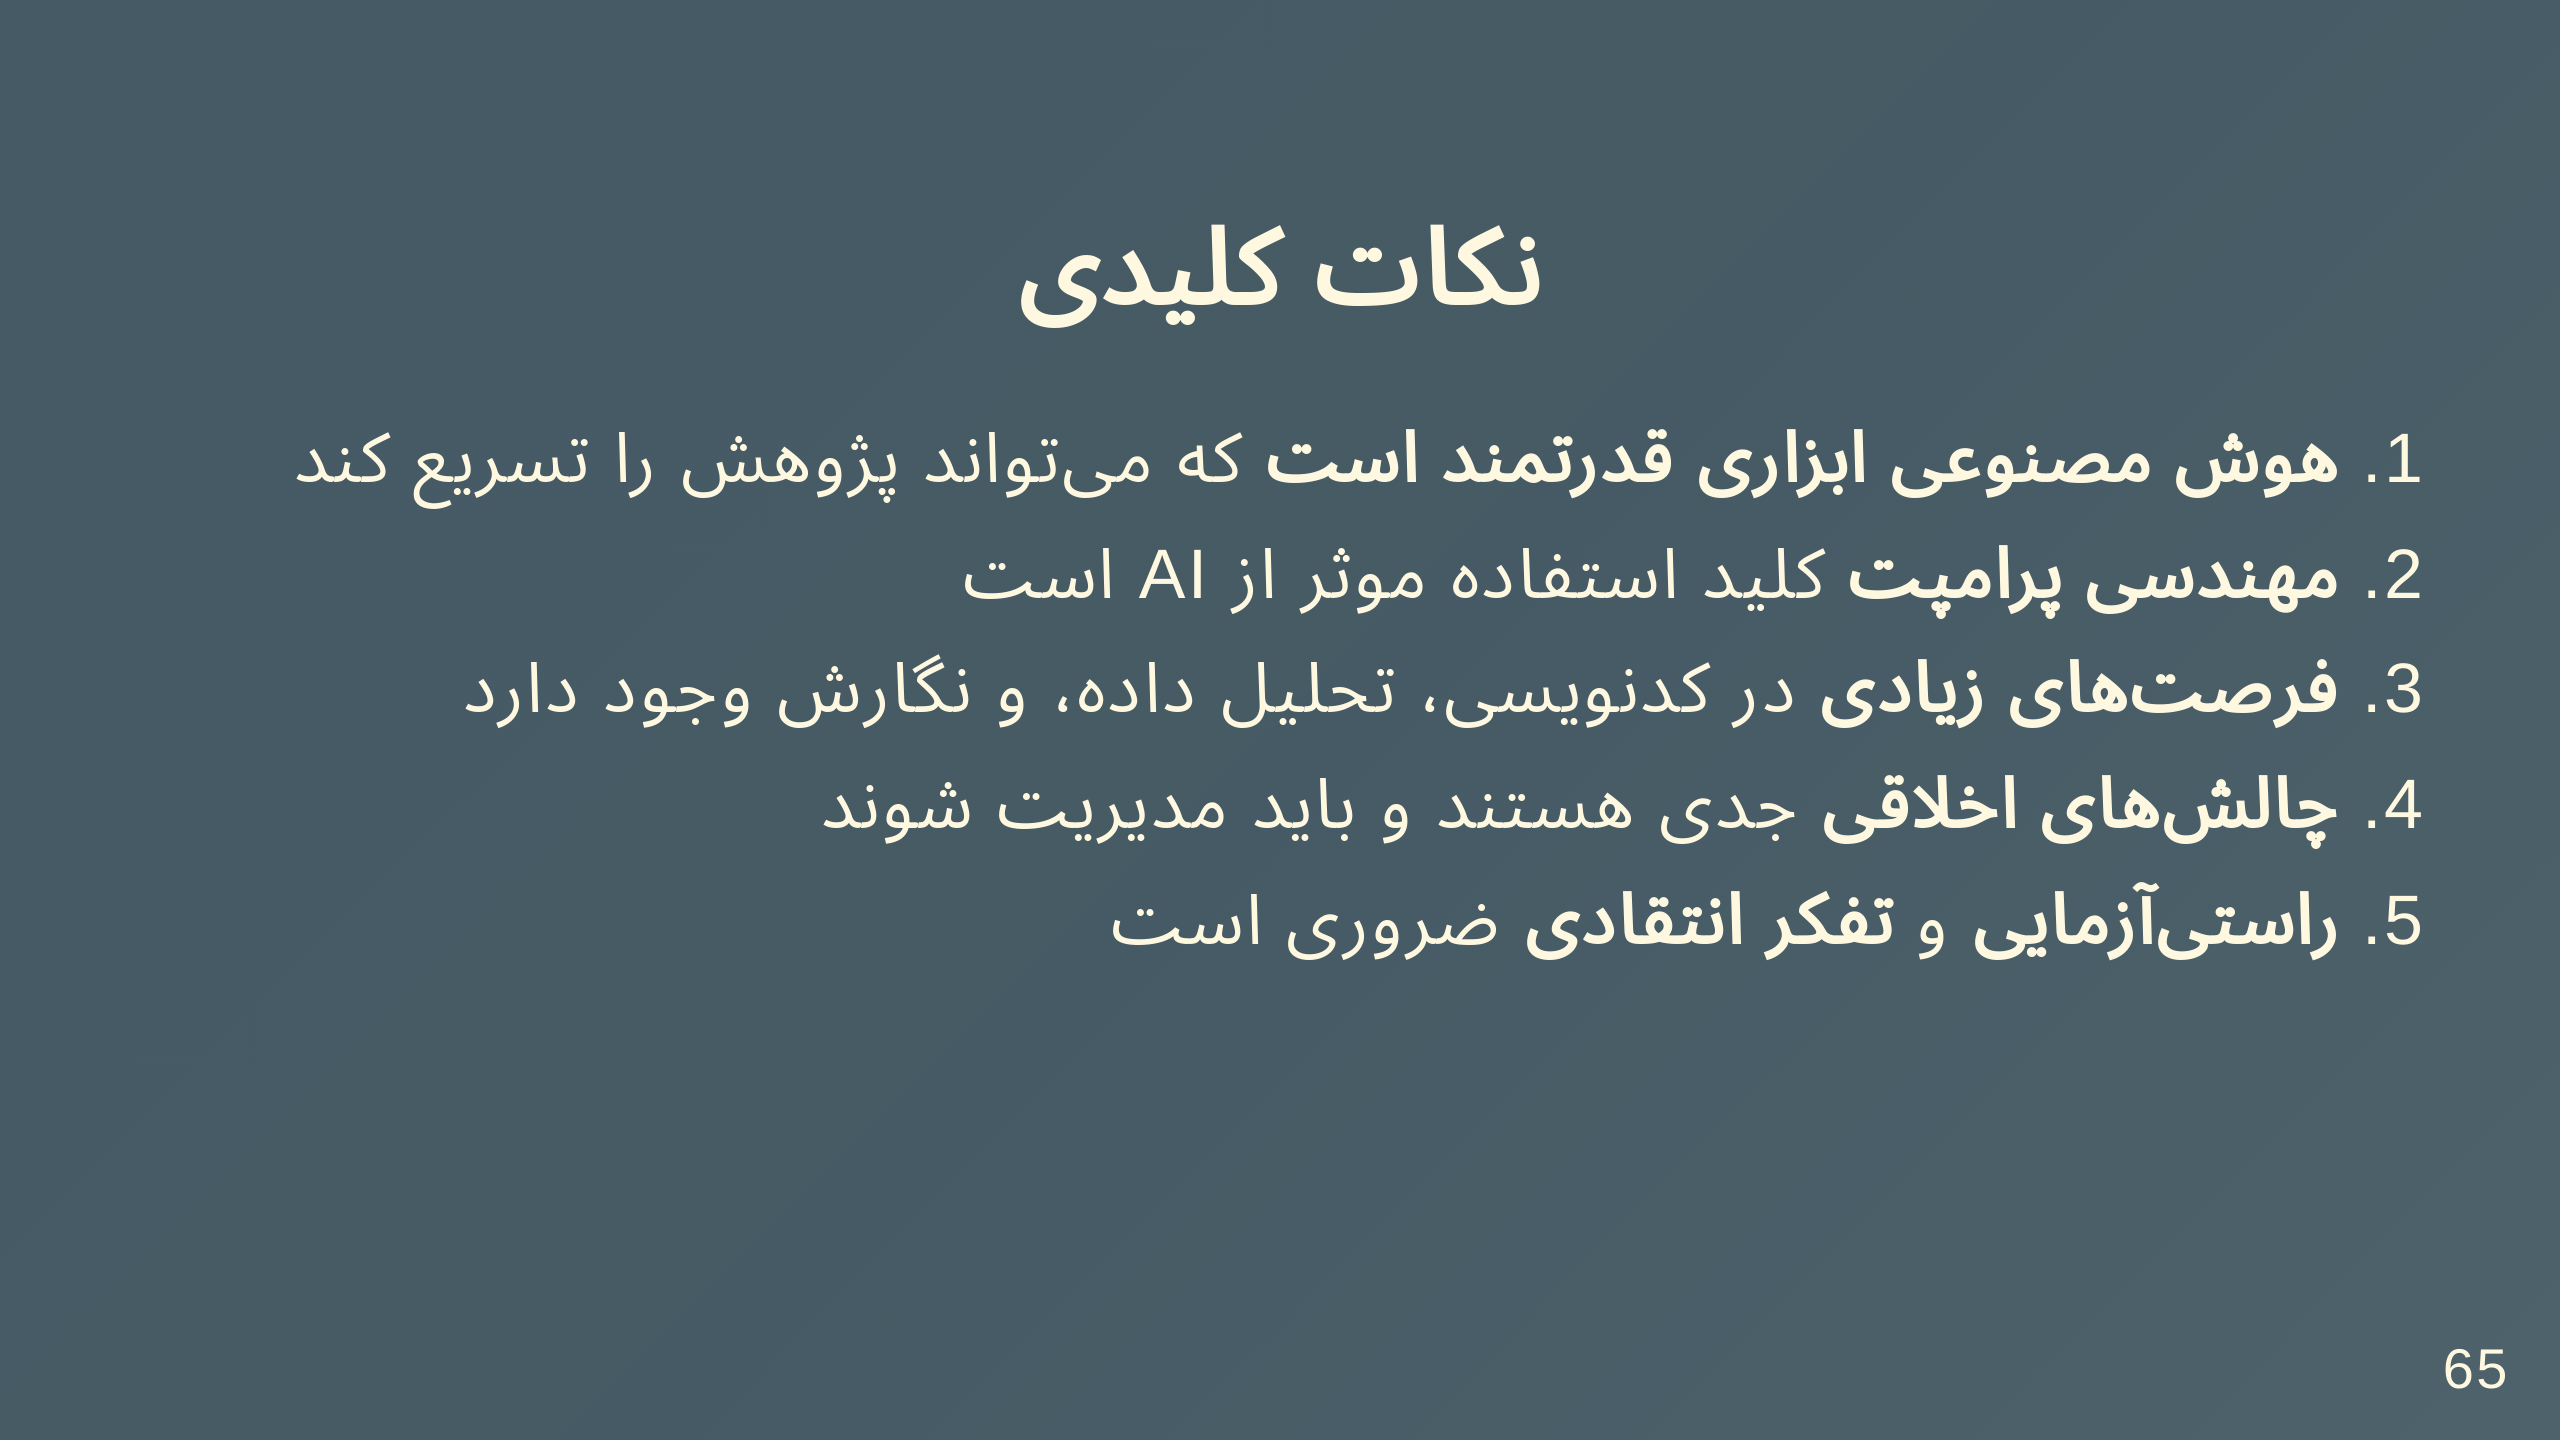 نکات کلیدی
1. هوش مصنوعی ابزاری قدرتمند است که می‌تواند پژوهش را تسریع کند
2. مهندسی پرامپت کلید استفاده موثر از AI است
3. فرصت‌های زیادی در کدنویسی، تحلیل داده، و نگارش وجود دارد
4. چالش‌های اخلاقی جدی هستند و باید مدیریت شوند
5. راستی‌آزمایی و تفکر انتقادی ضروری است
65